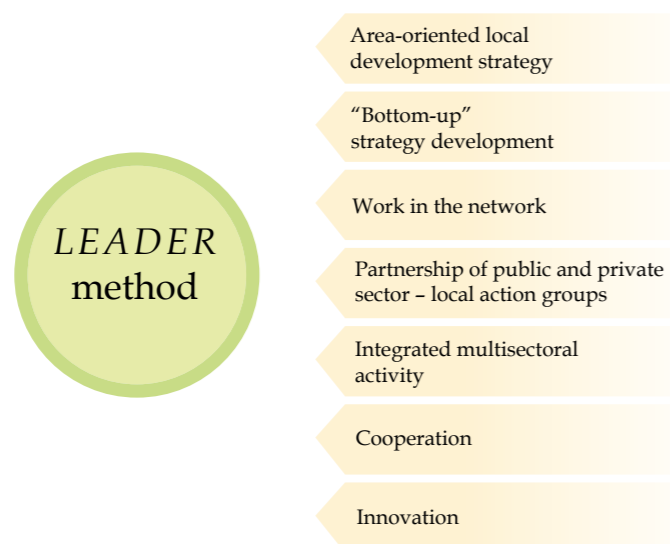 LEADER
method
Area-oriented local
development strategy
“Bottom-up”
strategy development
Work in the network
Partnership of public and private
sector – local action groups
Integrated multisectoral
activity
Cooperation
Innovation